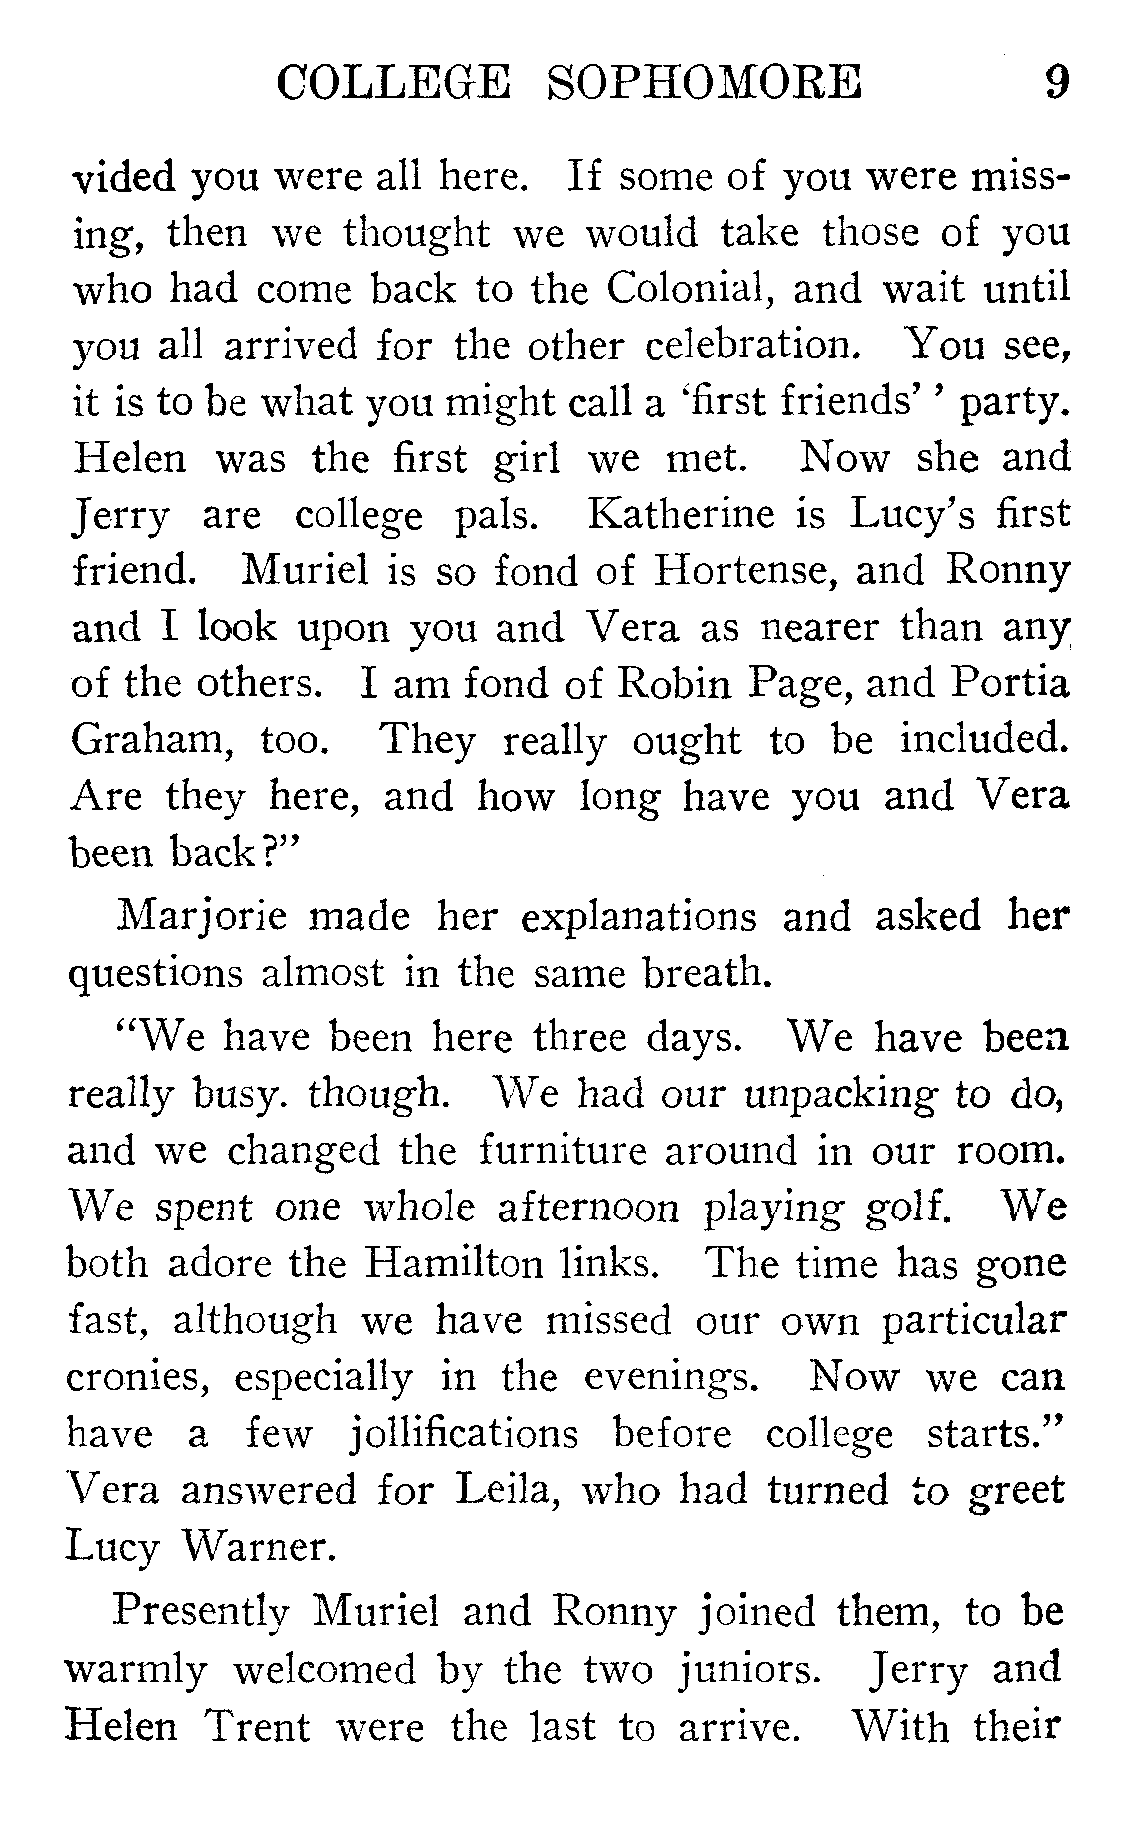 COLLEGE SOPHOMORE 9
vided you were all here. If some of you were miss-
ing, then we thought we would take those of you
who had come back to the Colonial, and wait until
you all arrived for the other celebration. You see,
it is to be what you might call a ‘first friends’ ’ party.
Helen was the first girl we met. Now she and
Jerry are college pals. Katherine is Lucy’s first
friend. Muriel is so fond of Hortense, and Ronny
and I look upon you and Vera as nearer than any
of the others. I am fond of Robin Page, and Portia
Graham, too. They really ought to be included.
Are they here, and how long have you and Vera
been back?”
Marjorie made her explanations and asked her
questions almost in the same breath.
“We have been here three days. We have been
really busy. though. We had our unpacking to do,
and we changed the furniture around in our room.
We spent one whole afternoon playing golf. We
both adore the Hamilton links. The time has gone
fast, although we have missed our own particular
cronies, especially in the evenings. Now we can
have a few jollifications before college starts.”
Vera answered for Leila, who had turned to greet
Lucy Warner.
Presently Muriel and Ronny joined them, to be
warmly welcomed by the two juniors. Jerry and
Helen Trent were the last to arrive. With their